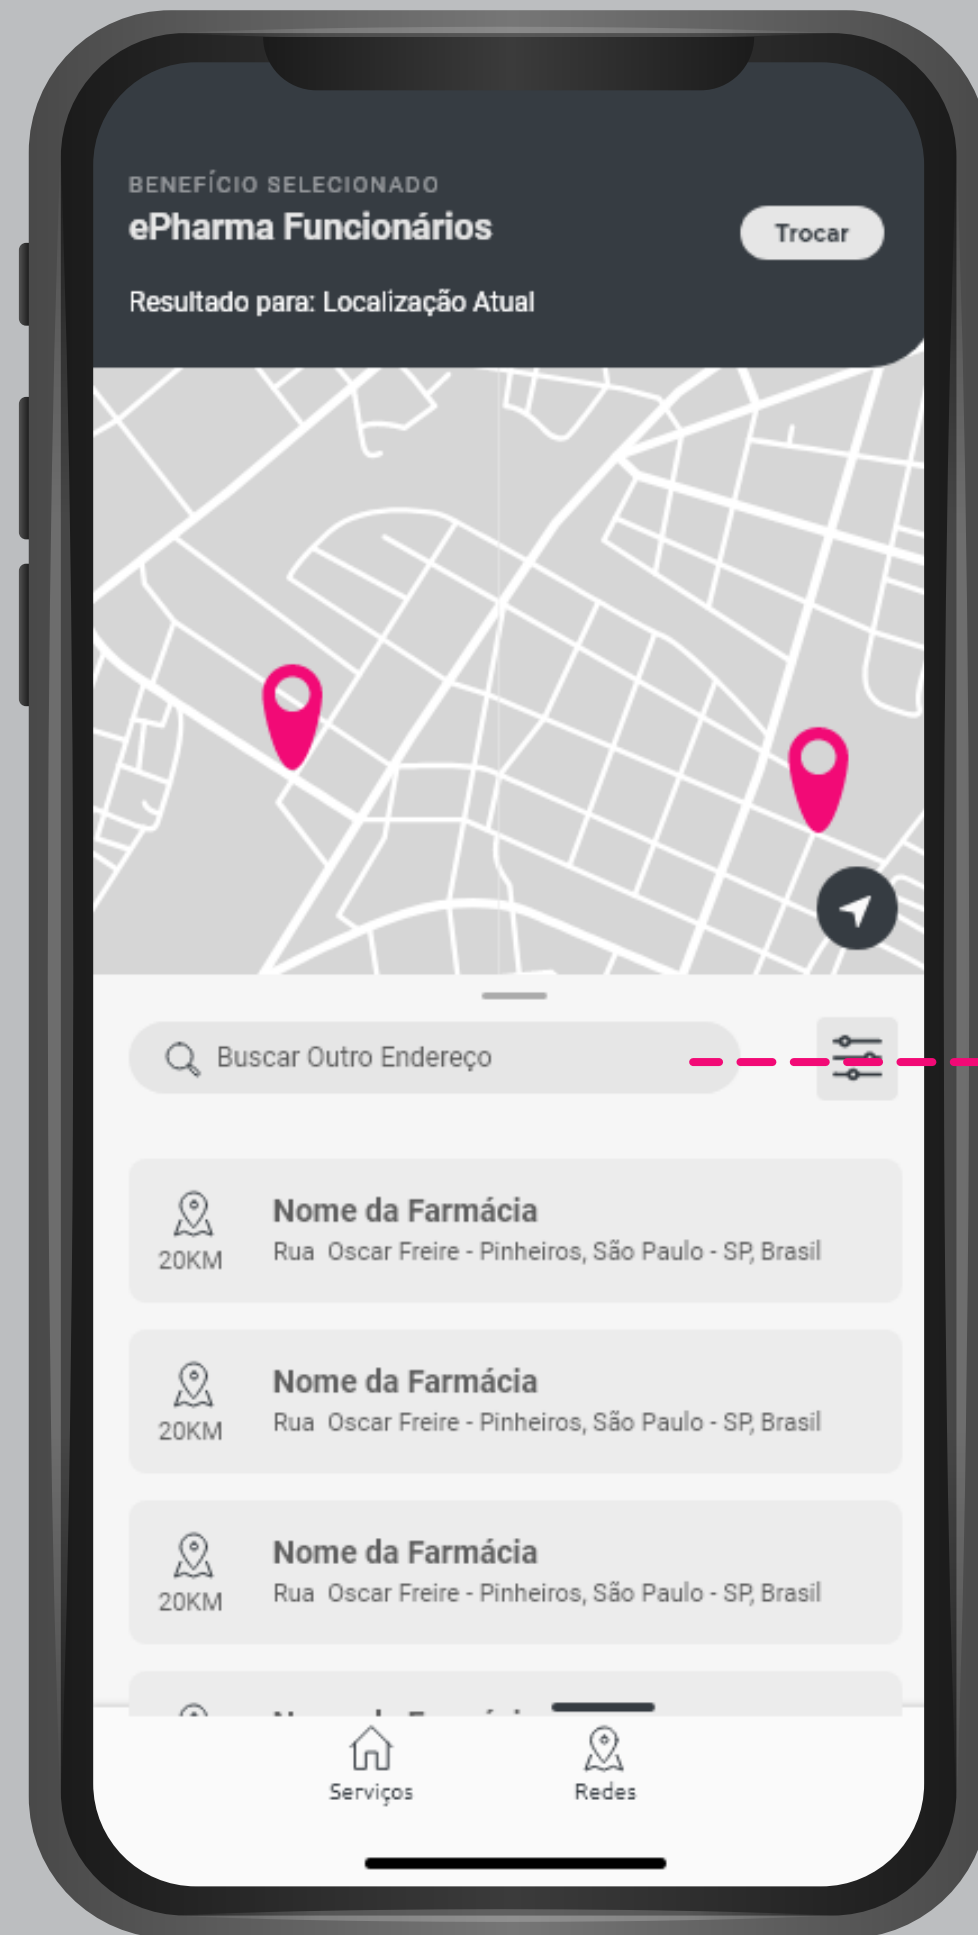 BENEFÍCIO SELECIONADO
ePharma Funcionários
Trocar
Resultado para: Localização Atual
Buscar Outro Endereço
Nome da Farmácia
Rua Oscar Freire - Pinheiros, São Paulo - SP, Brasil
20KM
Nome da Farmácia
Rua Oscar Freire - Pinheiros, São Paulo - SP, Brasil
20KM
Nome da Farmácia
Rua Oscar Freire - Pinheiros, São Paulo - SP, Brasil
20KM
Serviços
Redes